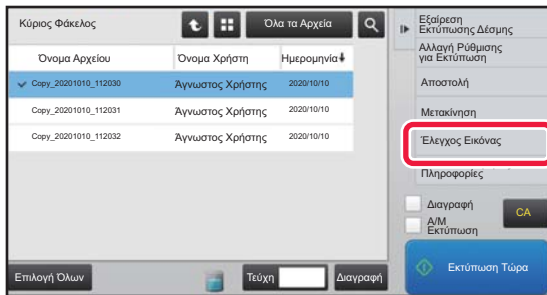 Κύριος Φάκελος
Όλα τα Αρχεία
Όνομα Αρχείου Όνομα Χρήστη Ημερομηνία
Copy_20201010_112030 Άγνωστος Χρήστης 2020/10/10
Copy_20201010_112031 Άγνωστος Χρήστης 2020/10/10
Copy_20201010_112032 Άγνωστος Χρήστης 2020/10/10
Επιλογή Όλων
Τεύχη
Διαγραφή
Εξαίρεση
Εκτύπωσης Δέσμης
Αλλαγή Ρύθμισης
για Εκτύπωση
Αποστολή
Μετακίνηση
Έλεγχος Εικόνας
Πληροφορίες
Διαγραφή
Α/Μ
Εκτύπωση
CA
Εκτύπωση Τώρα